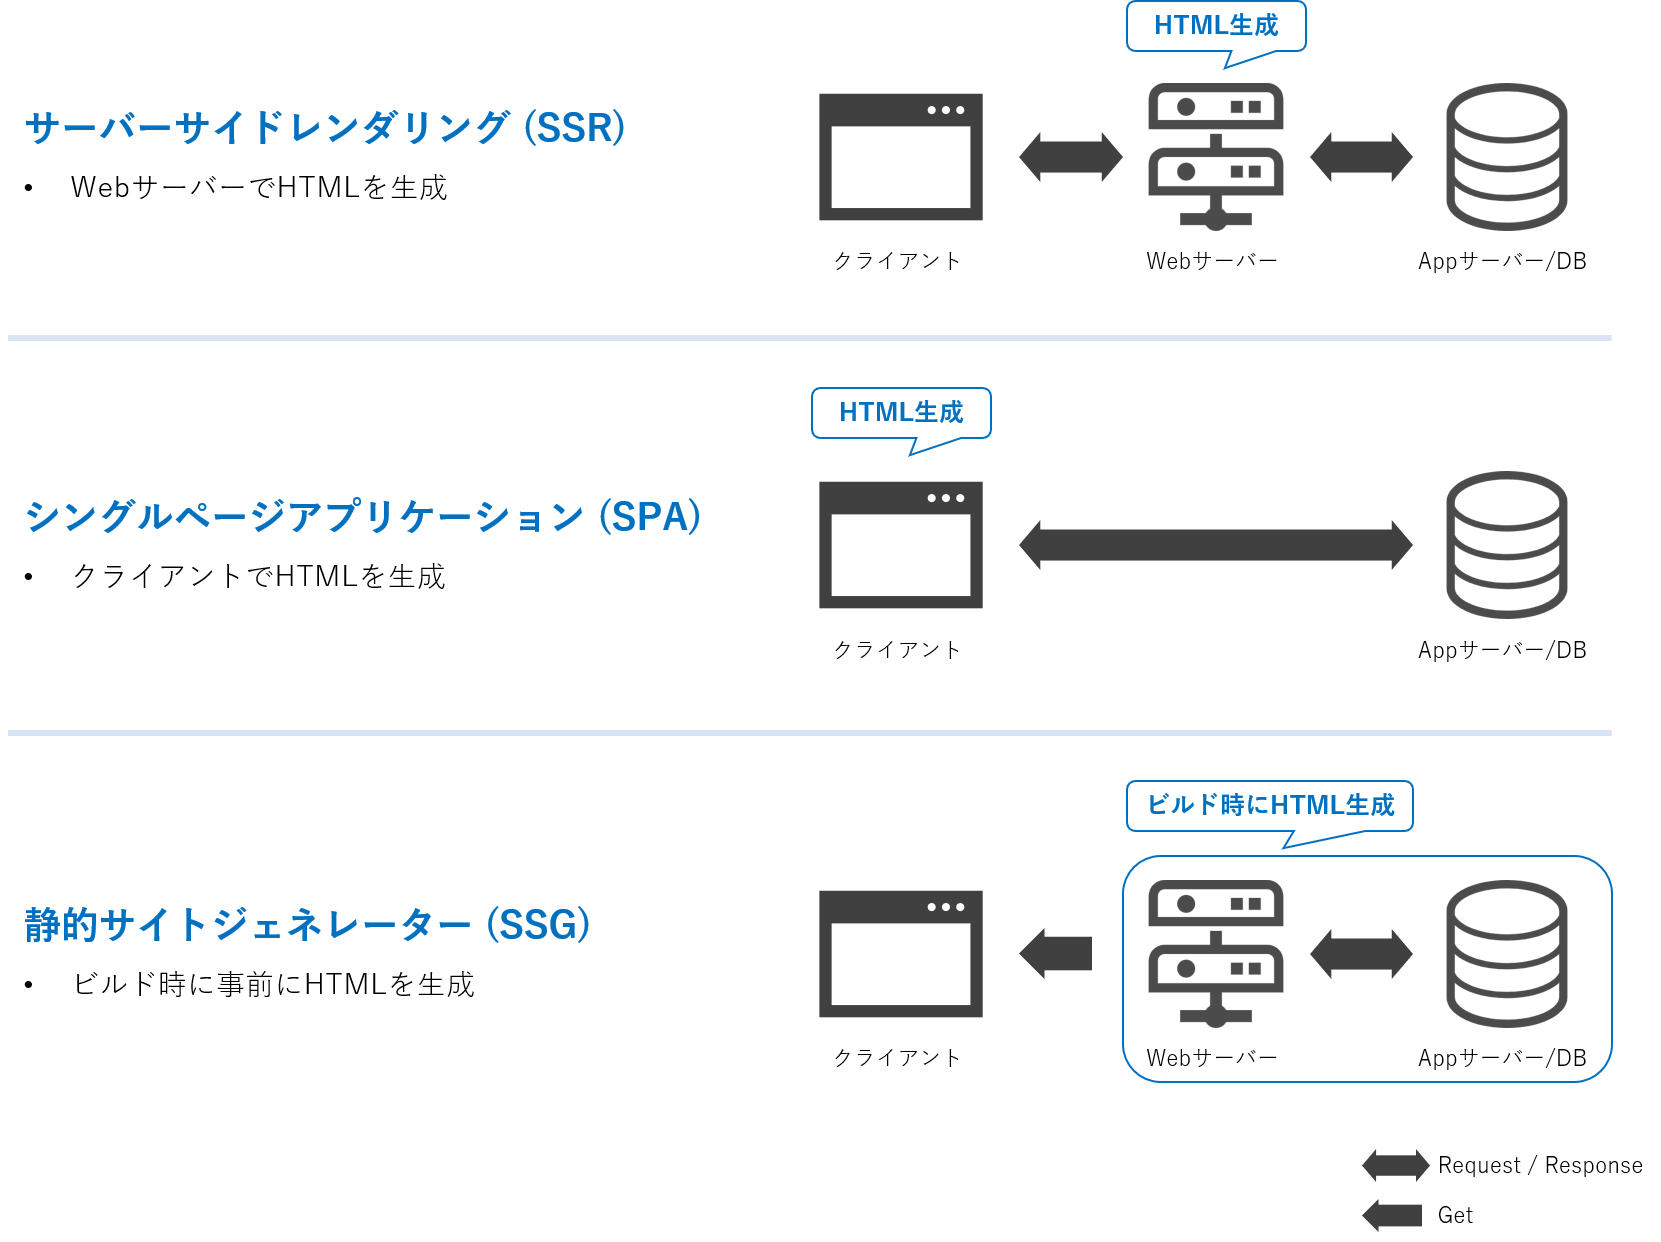 HTML生成
サーバーサイドレンダリング (SSR)
• WebサーバーでHTMLを生成
クライアント
Webサーバー
Appサーバー/DB
HTML生成
シングルページアプリケーション (SPA)
• クライアントでHTMLを生成
クライアント
Appサーバー/DB
ビルド時にHTML生成
静的サイトジェネレーター (SSG)
• ビルド時に事前にHTMLを生成
クライアント
Webサーバー
Appサーバー/DB
Request / Response
Get